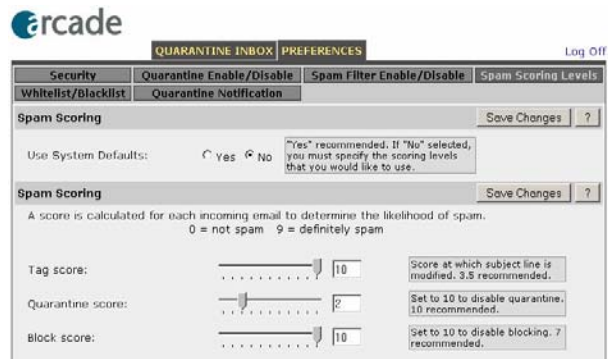 arcade
QUARANTINE INBOX PREFERENCES
Log Off
Security Quarantine Enable/Disable Spam Filter Enable/Disable Spam Scoring Levels
Whitelist/Blacklist Quarantine Notification
Spam Scoring Save Changes ?
Use System Defaults: Yes No
"Yes" recommended. If "No" selected,
you must specify the scoring levels
that you would like to use.
Spam Scoring Save Changes ?
A score is calculated for each incoming email to determine the likelihood of spam.
0 = not spam 9 = definitely spam
Tag score: 10
Score at which subject line is
modified. 3.5 recommended.
Quarantine score: 2
Set to 10 to disable quarantine.
10 recommended.
Block score: 10
Set to 10 to disable blocking. 7
recommended.